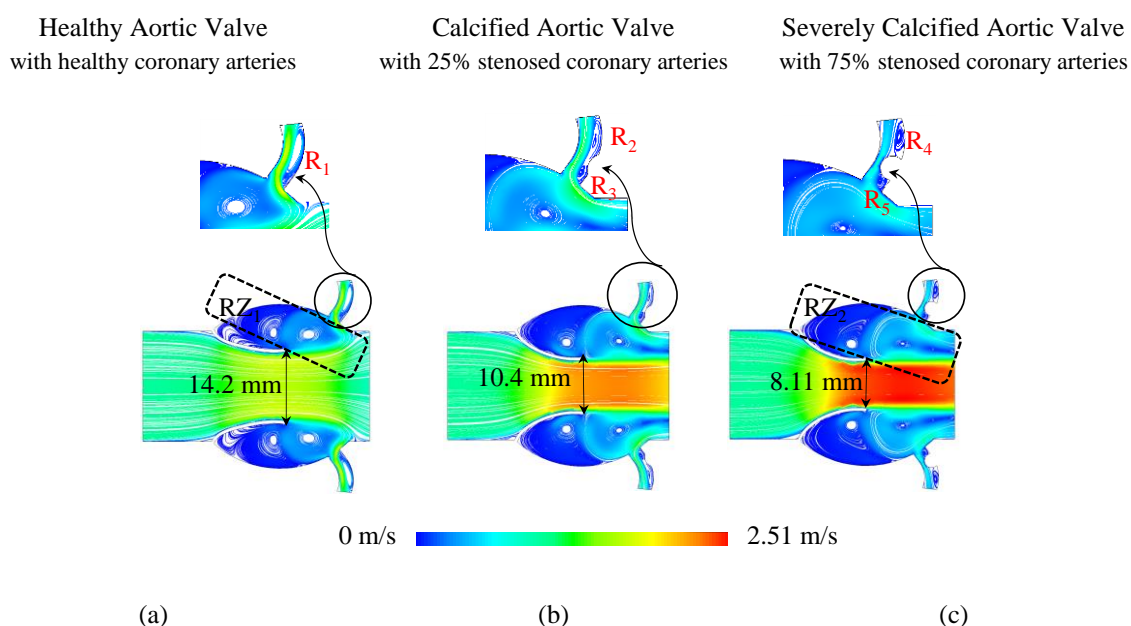 Healthy Aortic Valve
with healthy coronary arteries
Calcified Aortic Valve
with 25% stenosed coronary arteries
Severely Calcified Aortic Valve
with 75% stenosed coronary arteries
R₁
R₂
R₃
R₄
R₅
RZ₁
RZ₂
14.2 mm
10.4 mm
8.11 mm
0 m/s
2.51 m/s
(a)
(b)
(c)